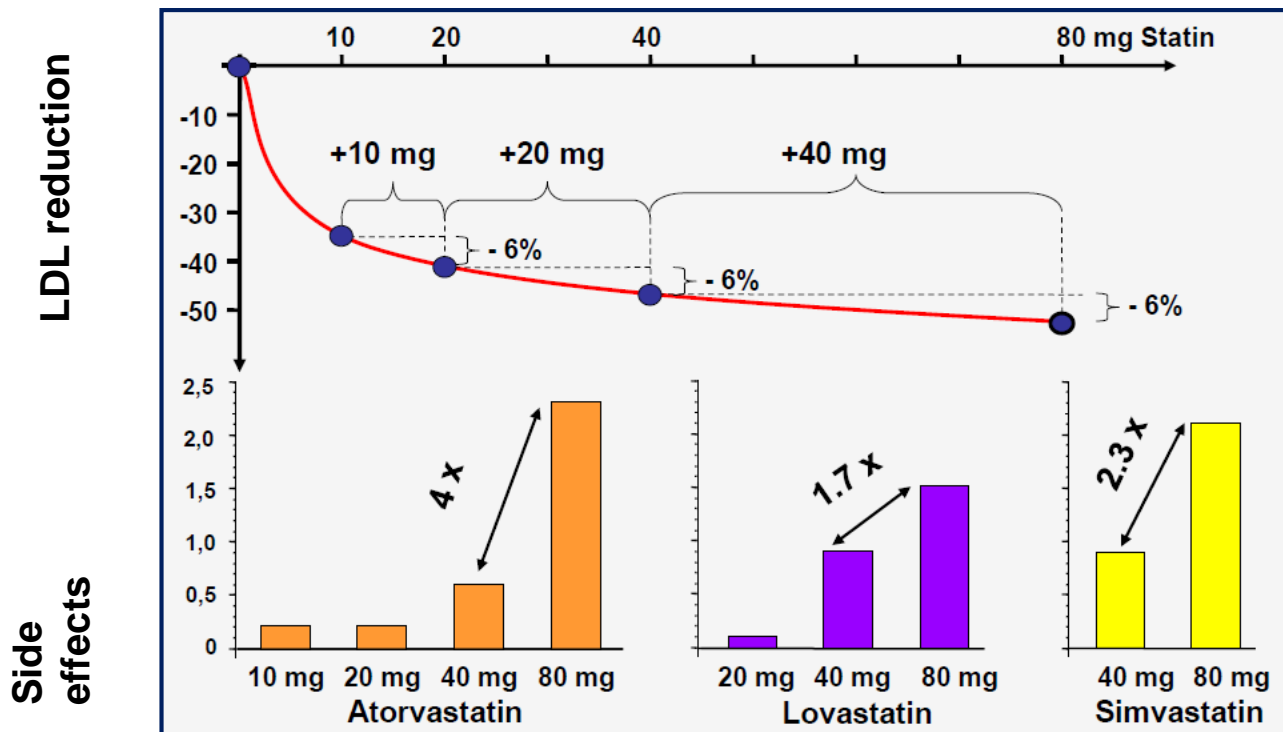 LDL reduction
10 20 40 80 mg Statin
-10
-20
-30
-40
-50
+10 mg +20 mg +40 mg
- 6%
- 6%
- 6%
Side
effects
2,5
2,0
1,5
1,0
0,5
0
4 x
1.7 x
2.3 x
10 mg 20 mg 40 mg 80 mg
Atorvastatin
20 mg 40 mg 80 mg
Lovastatin
40 mg 80 mg
Simvastatin